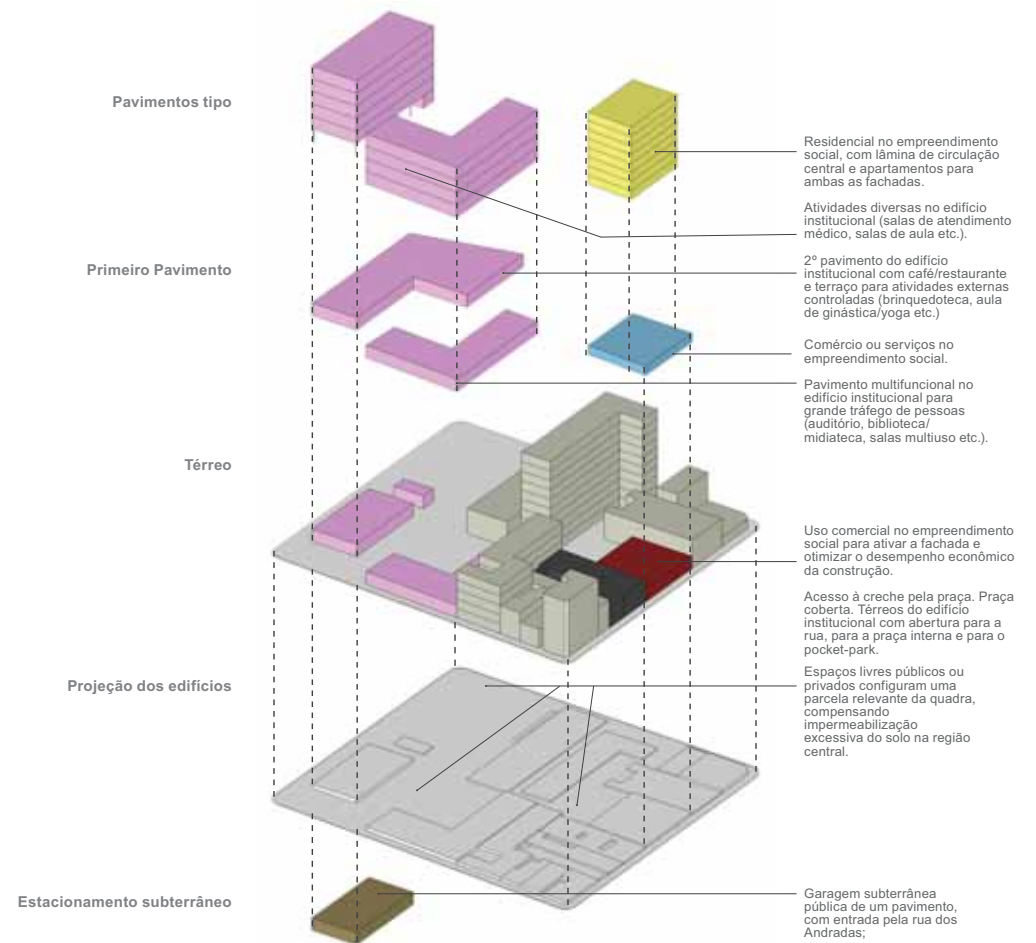 Pavimentos tipo
Residencial no empreendimento
social, com lâmina de circulação
central e apartamentos para
ambas as fachadas.
Atividades diversas no edifício
institucional (salas de atendimento
médico, salas de aula etc.).
Primeiro Pavimento
2º pavimento do edifício
institucional com café/restaurante
e terraço para atividades externas
controladas (brinquedoteca, aula
de ginástica/yoga etc.)
Comércio ou serviços no
empreendimento social.
Pavimento multifuncional no
edifício institucional para
grande tráfego de pessoas
(auditório, biblioteca/
midiateca, salas multiuso etc.).
Térreo
Uso comercial no empreendimento
social para ativar a fachada e
otimizar o desempenho econômico
da construção.
Acesso à creche pela praça. Praça
coberta. Térreos do edifício
institucional com abertura para a
rua, para a praça interna e para o
pocket-park.
Projeção dos edifícios
Espaços livres públicos ou
privados configuram uma
parcela relevante da quadra,
compensando
impermeabilização
excessiva do solo na região
central.
Estacionamento subterrâneo
Garagem subterrânea
pública de um pavimento,
com entrada pela rua dos
Andradas;